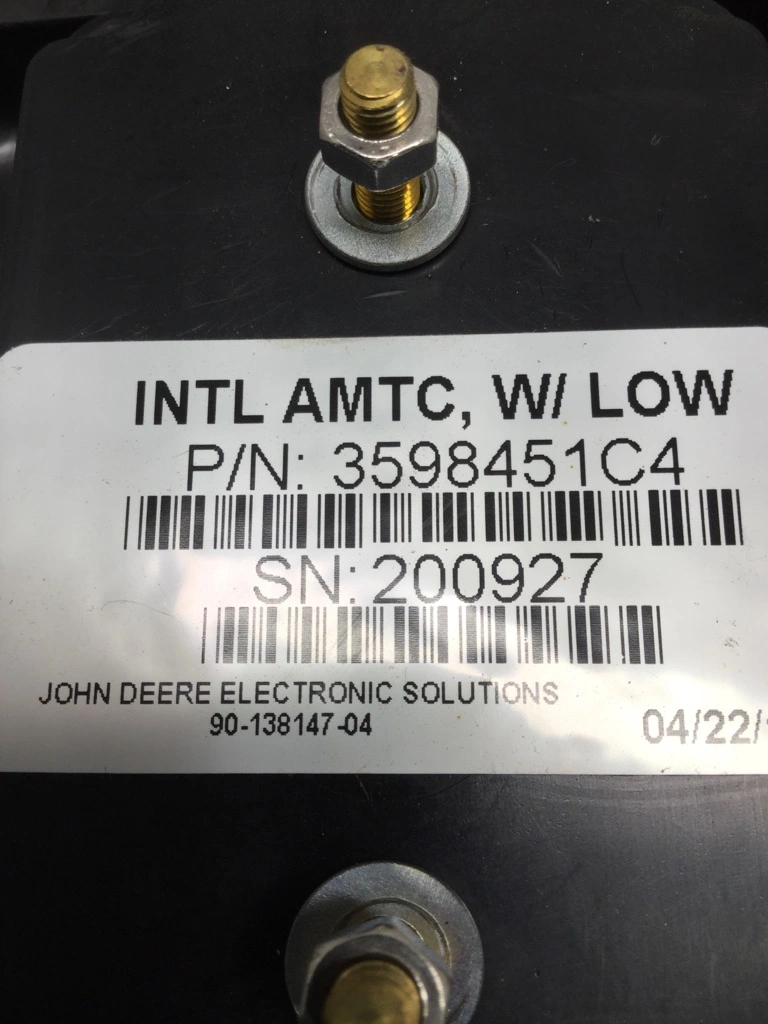 INTL AMTC, W/ LOW
P/N: 3598451C4
SN: 200927
JOHN DEERE ELECTRONIC SOLUTIONS
90-138147-04
04/22/